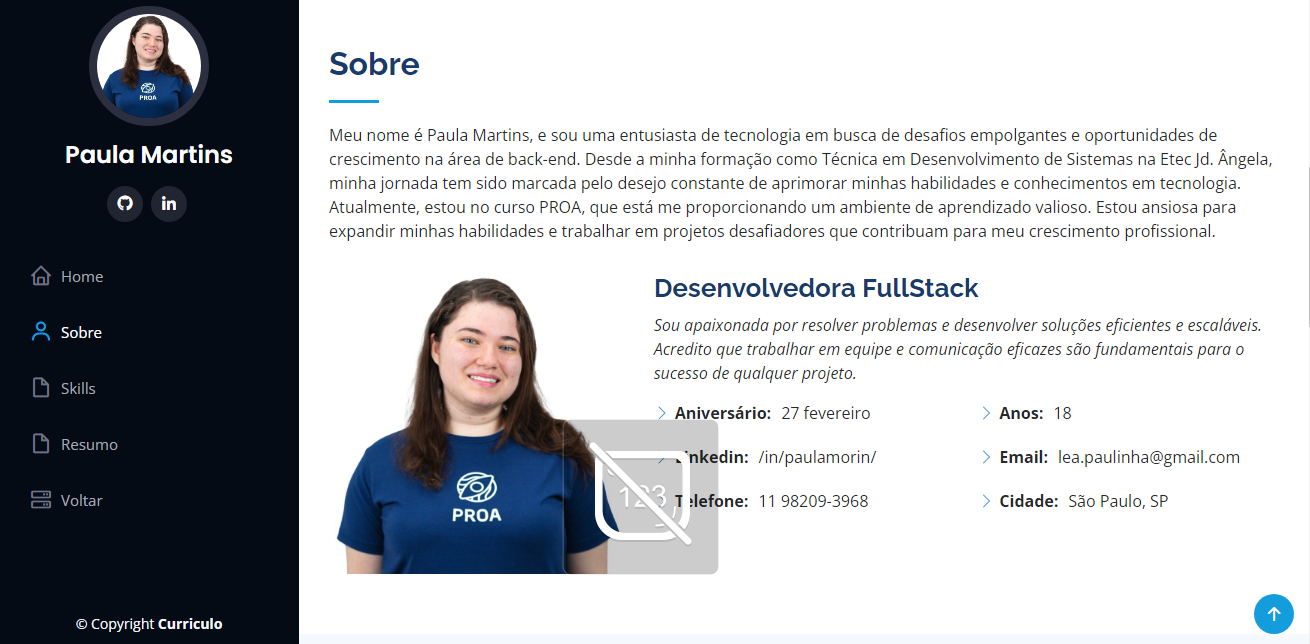 PROA
Paula Martins
Home
Sobre
Skills
Resumo
Voltar
© Copyright Curriculo
Sobre
Meu nome é Paula Martins, e sou uma entusiasta de tecnologia em busca de desafios empolgantes e oportunidades de
crescimento na área de back-end. Desde a minha formação como Técnica em Desenvolvimento de Sistemas na Etec Jd. Ângela,
minha jornada tem sido marcada pelo desejo constante de aprimorar minhas habilidades e conhecimentos em tecnologia.
Atualmente, estou no curso PROA, que está me proporcionando um ambiente de aprendizado valioso. Estou ansiosa para
expandir minhas habilidades e trabalhar em projetos desafiadores que contribuam para meu crescimento profissional.
PROA
Desenvolvedora FullStack
Sou apaixonada por resolver problemas e desenvolver soluções eficientes e escaláveis.
Acredito que trabalhar em equipe e comunicação eficazes são fundamentais para o
sucesso de qualquer projeto.
Aniversário: 27 fevereiro
Anos: 18
Linkedin: /in/paulamorin/
Email: lea.paulinha@gmail.com
123
Telefone: 11 98209-3968
Cidade: São Paulo, SP